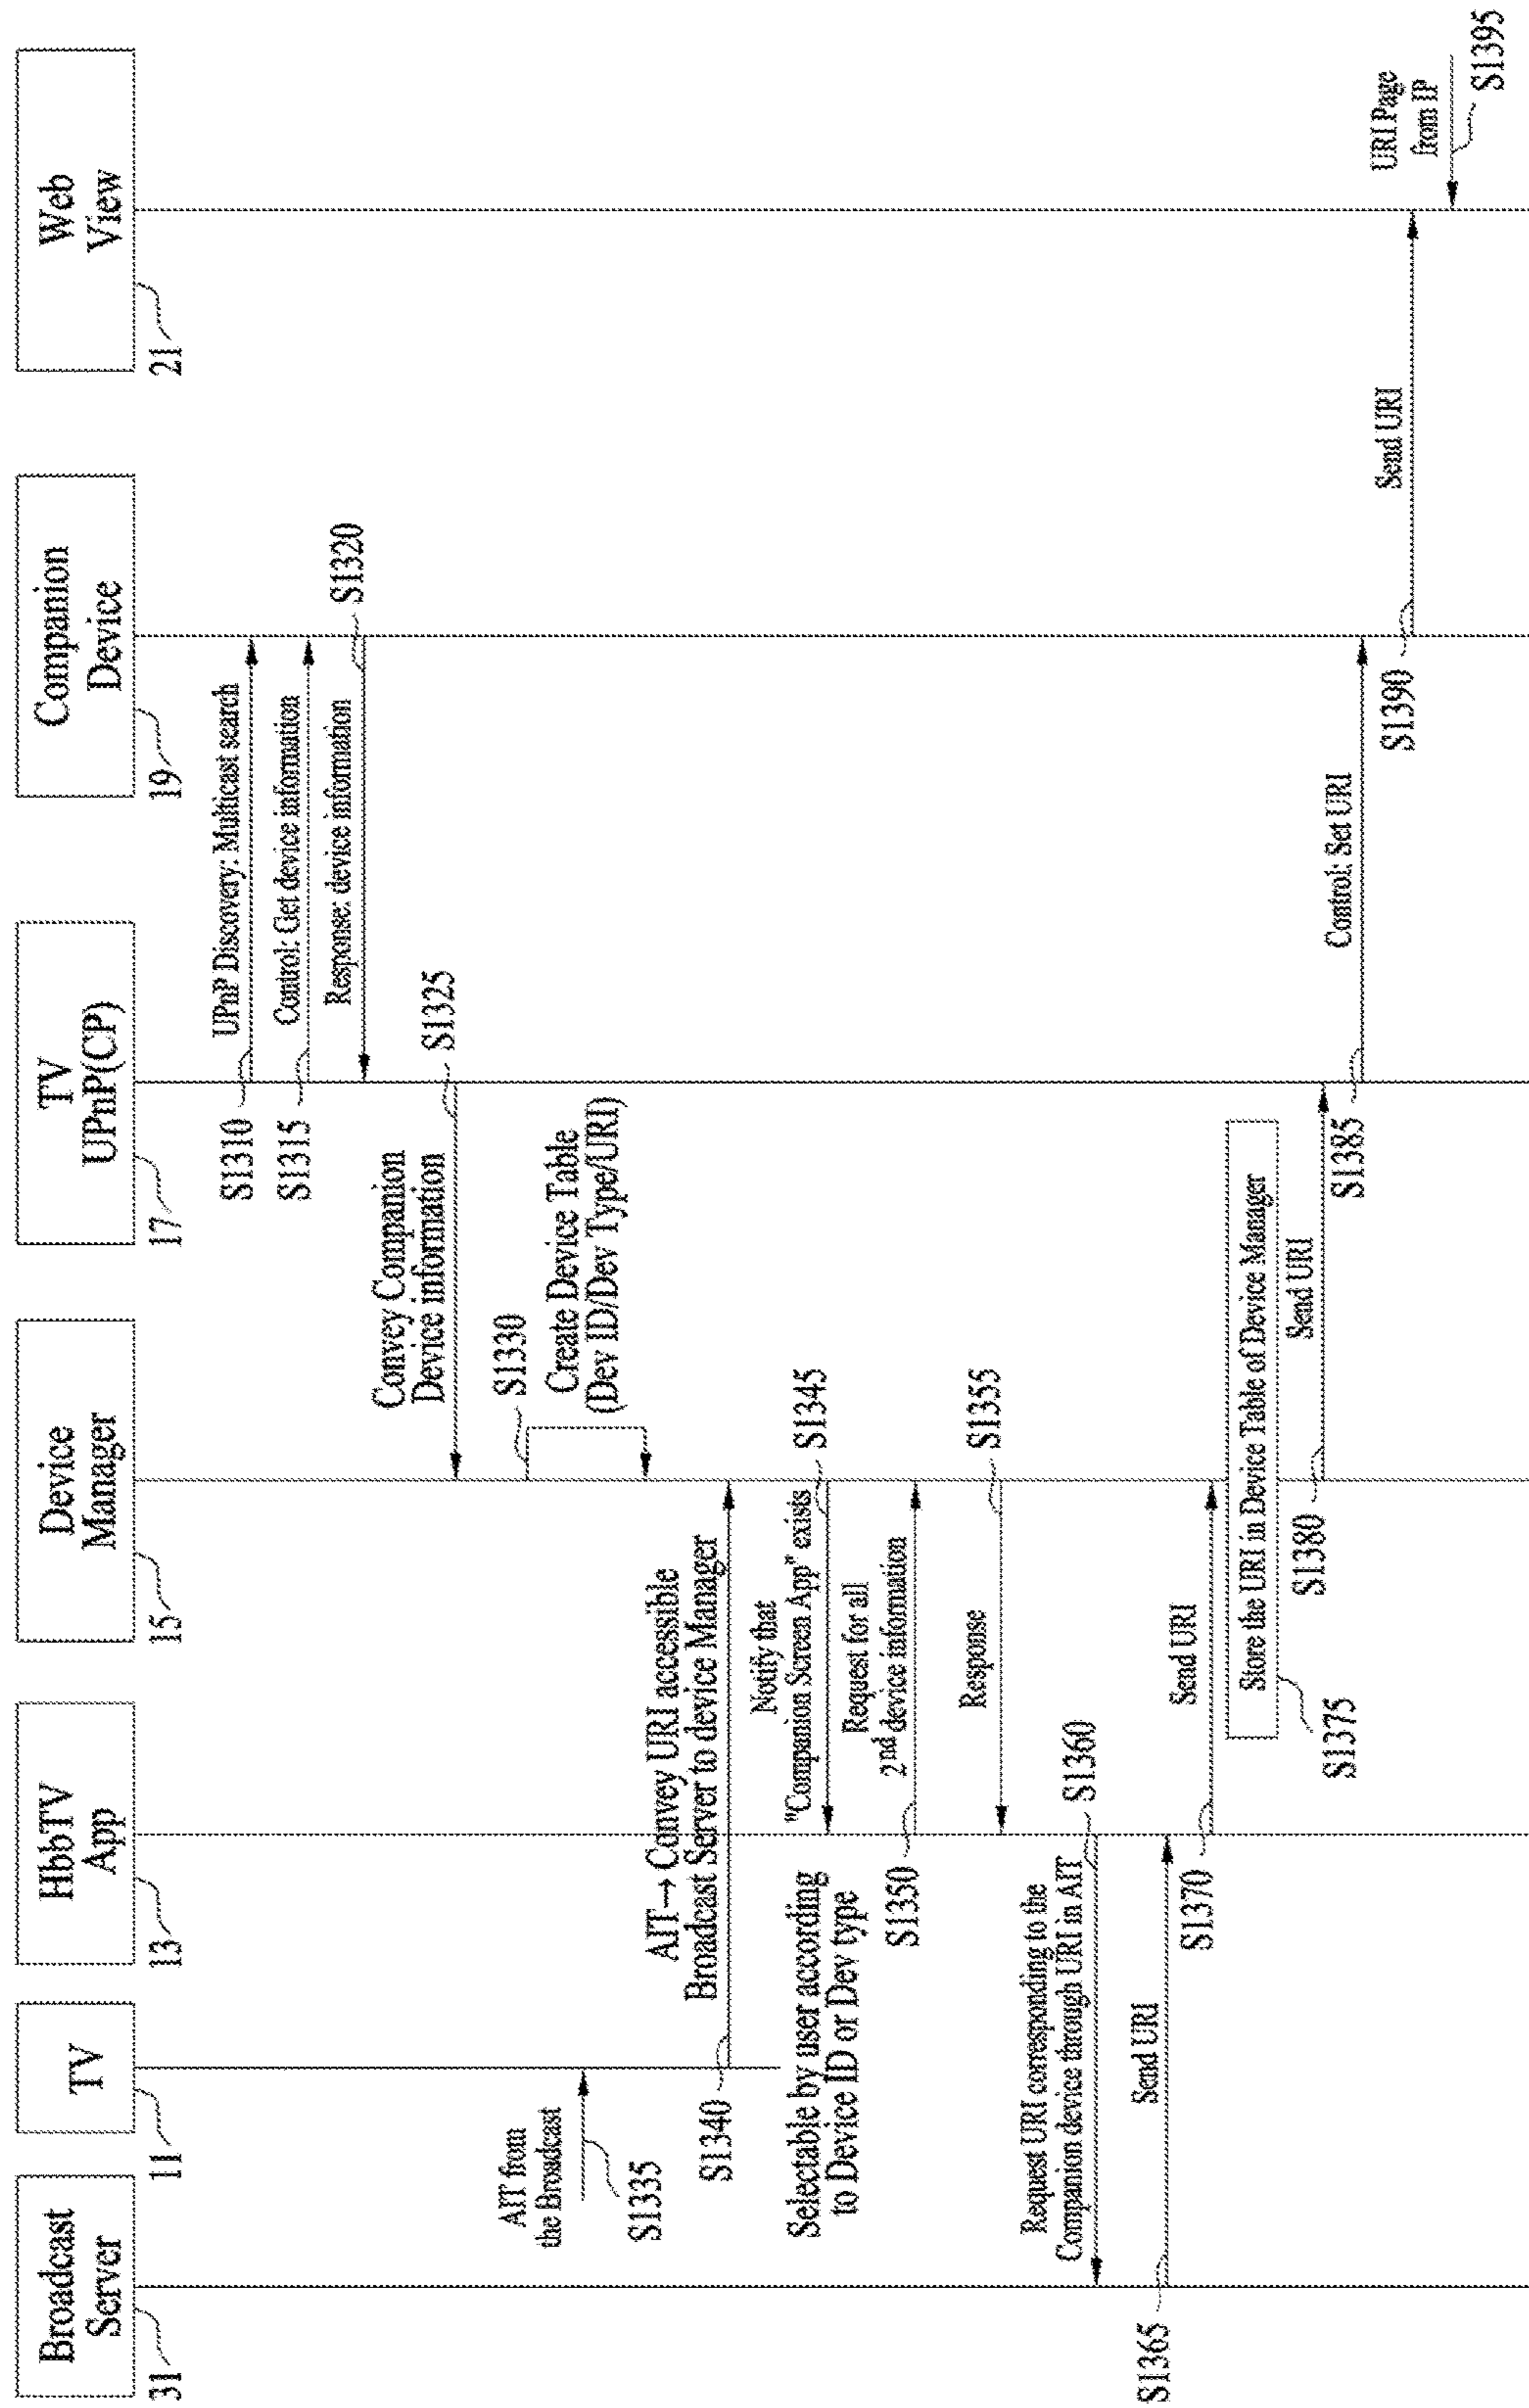 Broadcast
Server
31
TV
11
HbbTV
App
13
Device
Manager
15
TV
UPnP(CP)
17
Companion
Device
19
Web
View
21
S1310
UPnP Discovery: Multicast search
S1315
Control: Get device information
Response: device information
S1320
Convey Companion
Device information
S1325
S1330
Create Device Table
(Dev ID/Dev Type/URI)
AIT from
the Broadcast
S1335
S1340
AIT→ Convey URI accessible
Broadcast Server to device Manager
Notify that
"Companion Screen App" exists
S1345
Selectable by user according
to Device ID or Dev type
Request for all
2nd device information
S1350
Response
S1355
Request URI corresponding to the
Companion device through URI in AIT
S1360
Send URI
S1365
Send URI
S1370
Store the URI in Device Table of Device Manager
S1375
Send URI
S1380
Control: Set URI
S1385
Send URI
S1390
URI Page
from IP
S1395